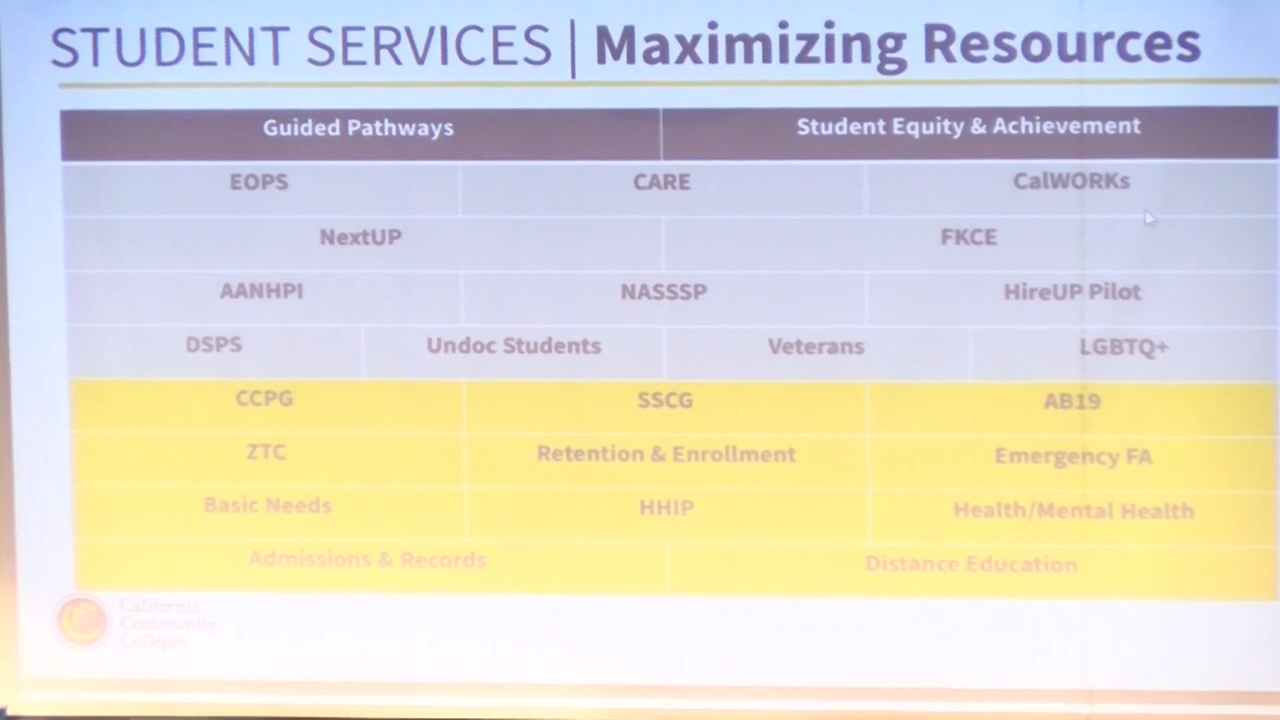 STUDENT SERVICES | Maximizing Resources
Guided Pathways Student Equity & Achievement
EOPS CARE CalWORKs
NextUP FKCE
AANHPI NASSSP HireUP Pilot
DSPS Undoc Students Veterans LGBTQ+
CCPG SSCG AB19
ZTC Retention & Enrollment Emergency FA
Basic Needs HHIP Health/Mental Health
Admissions & Records Distance Education
California
Community
Colleges